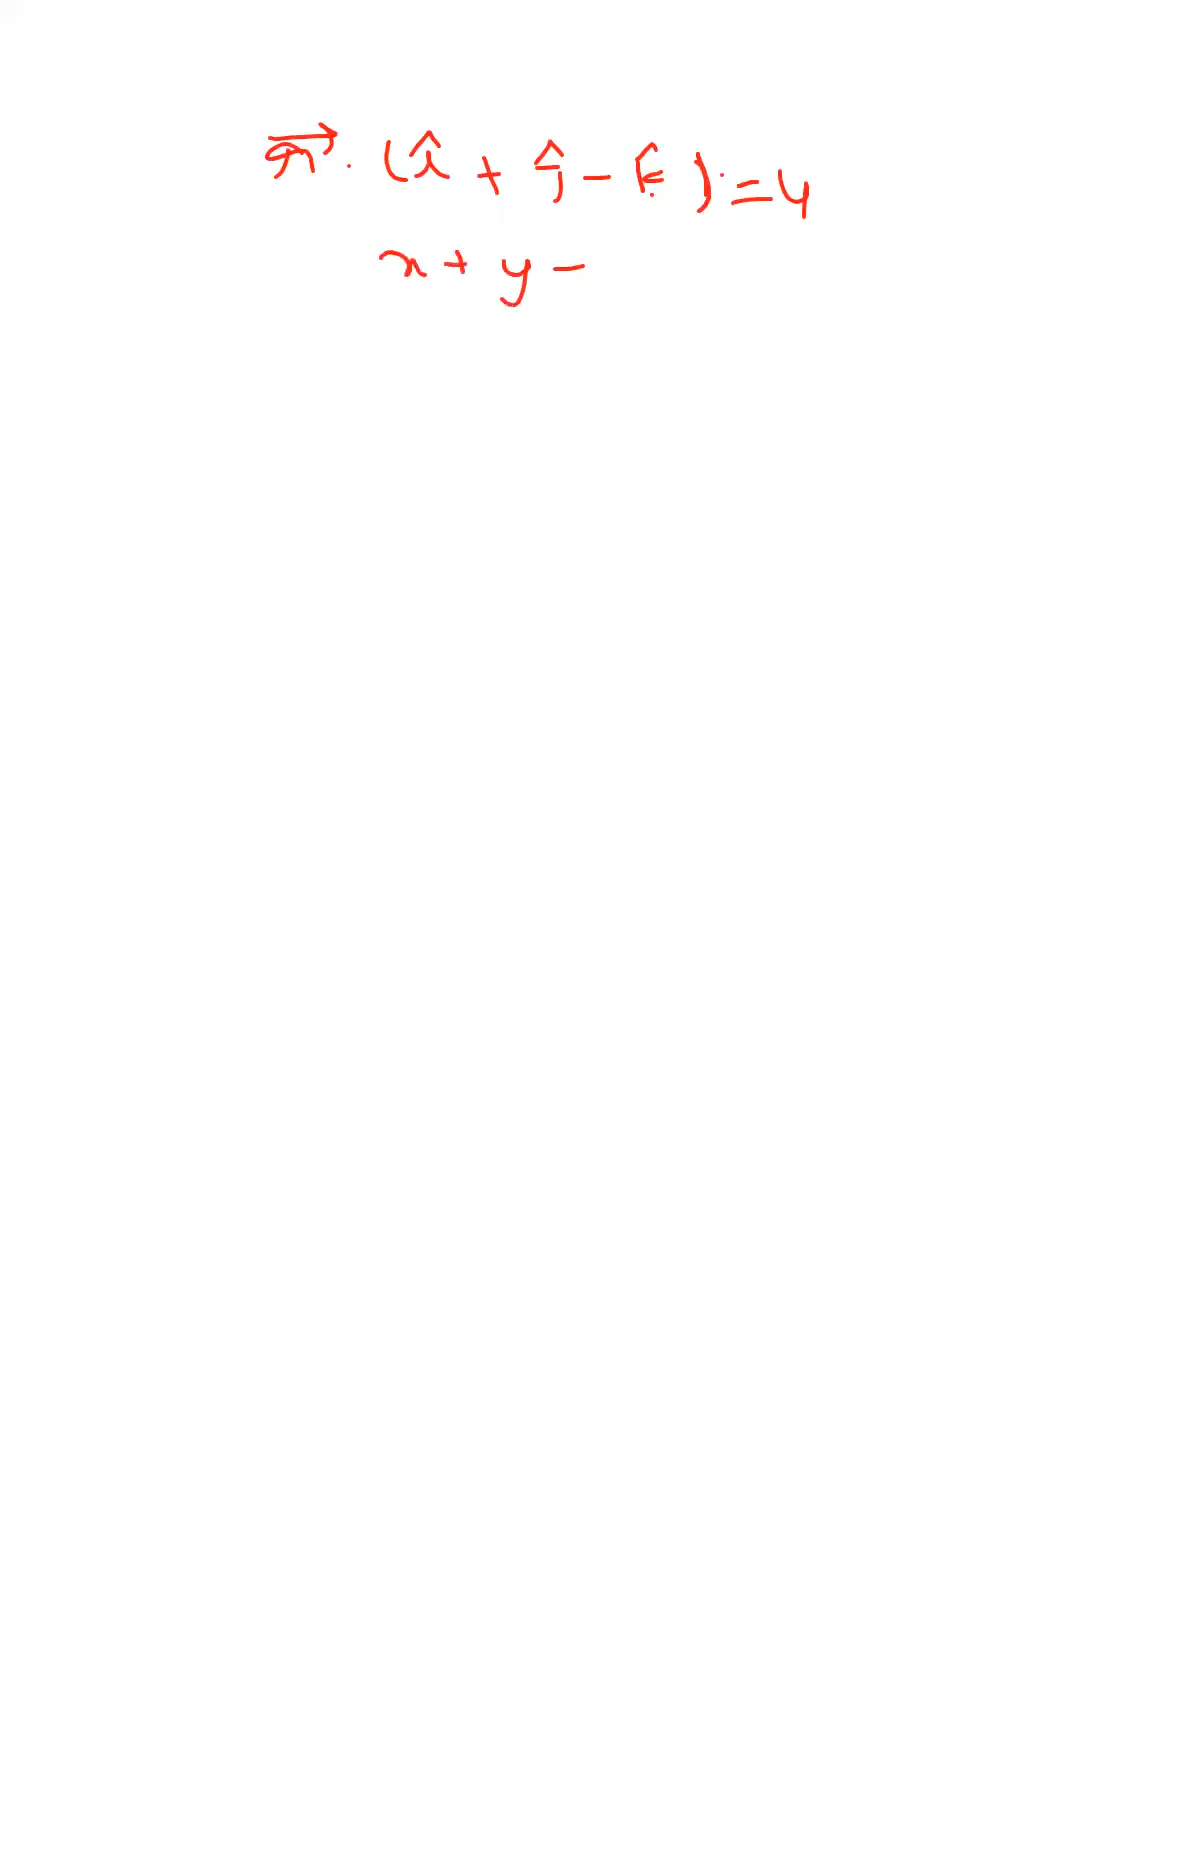 r⃗. (î + ĵ - k̂) = 4
x + y -